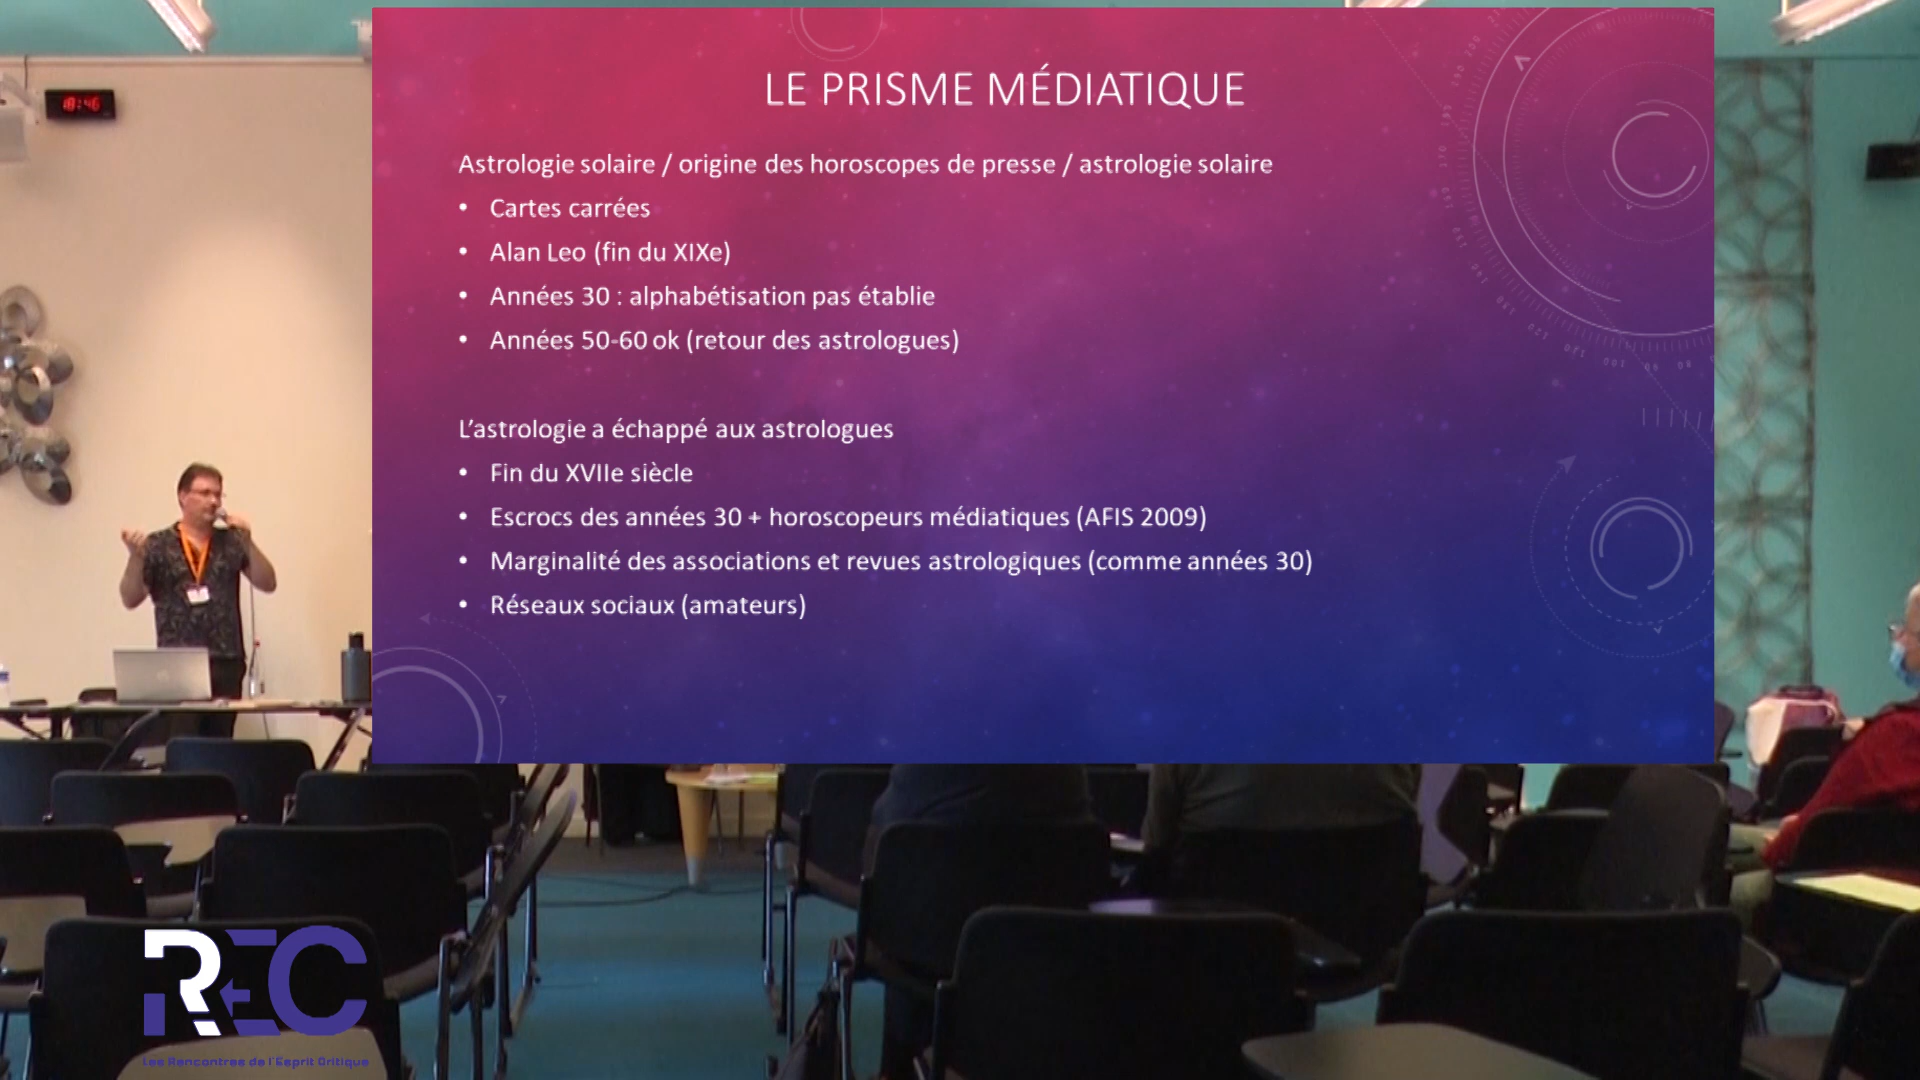 18:46
LE PRISME MÉDIATIQUE
Astrologie solaire / origine des horoscopes de presse / astrologie solaire
• Cartes carrées
• Alan Leo (fin du XIXe)
• Années 30 : alphabétisation pas établie
• Années 50-60 ok (retour des astrologues)
L'astrologie a échappé aux astrologues
• Fin du XVIIe siècle
• Escrocs des années 30 + horoscopeurs médiatiques (AFIS 2009)
• Marginalité des associations et revues astrologiques (comme années 30)
• Réseaux sociaux (amateurs)
REC
Les Rencontres de l'Esprit Critique